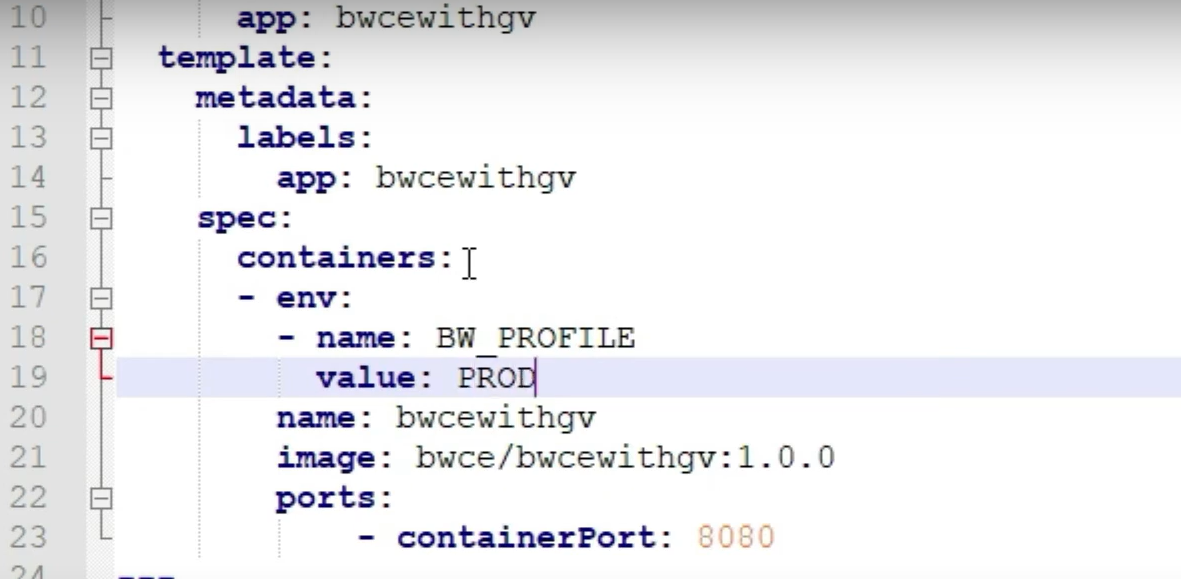 10 app: bwcewithgv
11 template:
12 metadata:
13 labels:
14 app: bwcewithgv
15 spec:
16 containers:
17 - env:
18 - name: BW_PROFILE
19 value: PROD
20 name: bwcewithgv
21 image: bwce/bwcewithgv:1.0.0
22 ports:
23 - containerPort: 8080
24 ---